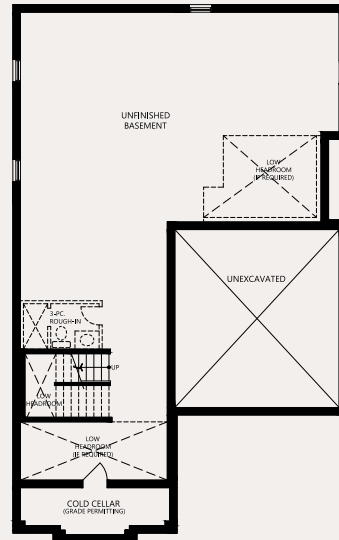 UNFINISHED
BASEMENT
LOW
HEADROOM
(IF REQUIRED)
UNEXCAVATED
3-PC.
ROUGH-IN
UP
LOW
HEADROOM
LOW
HEADROOM
(IF REQUIRED)
COLD CELLAR
(GRADE PERMITTING)